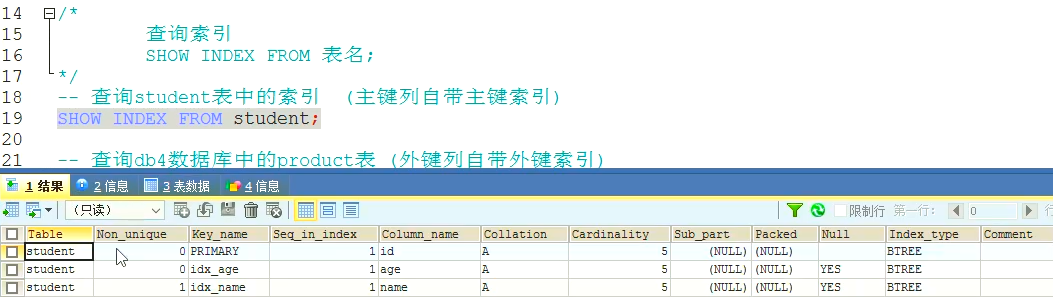 14 /*
15 查询索引
16 SHOW INDEX FROM 表名;
17 */
18 -- 查询student表中的索引 (主键列自带主键索引)
19 SHOW INDEX FROM student;
20
21 -- 查询db4数据库中的product表 (外键列自带外键索引)
1 结果 2 信息 3 表数据 4 信息
(只读) 限制行 第一行: 0 行
Table Non_unique Key_name Seq_in_index Column_name Collation Cardinality Sub_part Packed Null Index_type Comment
student 0 PRIMARY 1 id A 5 (NULL) (NULL) BTREE
student 0 idx_age 1 age A 5 (NULL) (NULL) YES BTREE
student 1 idx_name 1 name A 5 (NULL) (NULL) YES BTREE